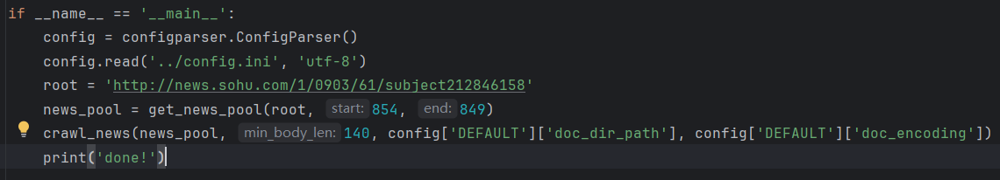 if __name__ == '__main__':
    config = configparser.ConfigParser()
    config.read('../config.ini', 'utf-8')
    root = 'http://news.sohu.com/1/0903/61/subject212846158'
    news_pool = get_news_pool(root, start: 854, end: 849)
    crawl_news(news_pool, min_body_len: 140, config['DEFAULT']['doc_dir_path'], config['DEFAULT']['doc_encoding'])
    print('done!')